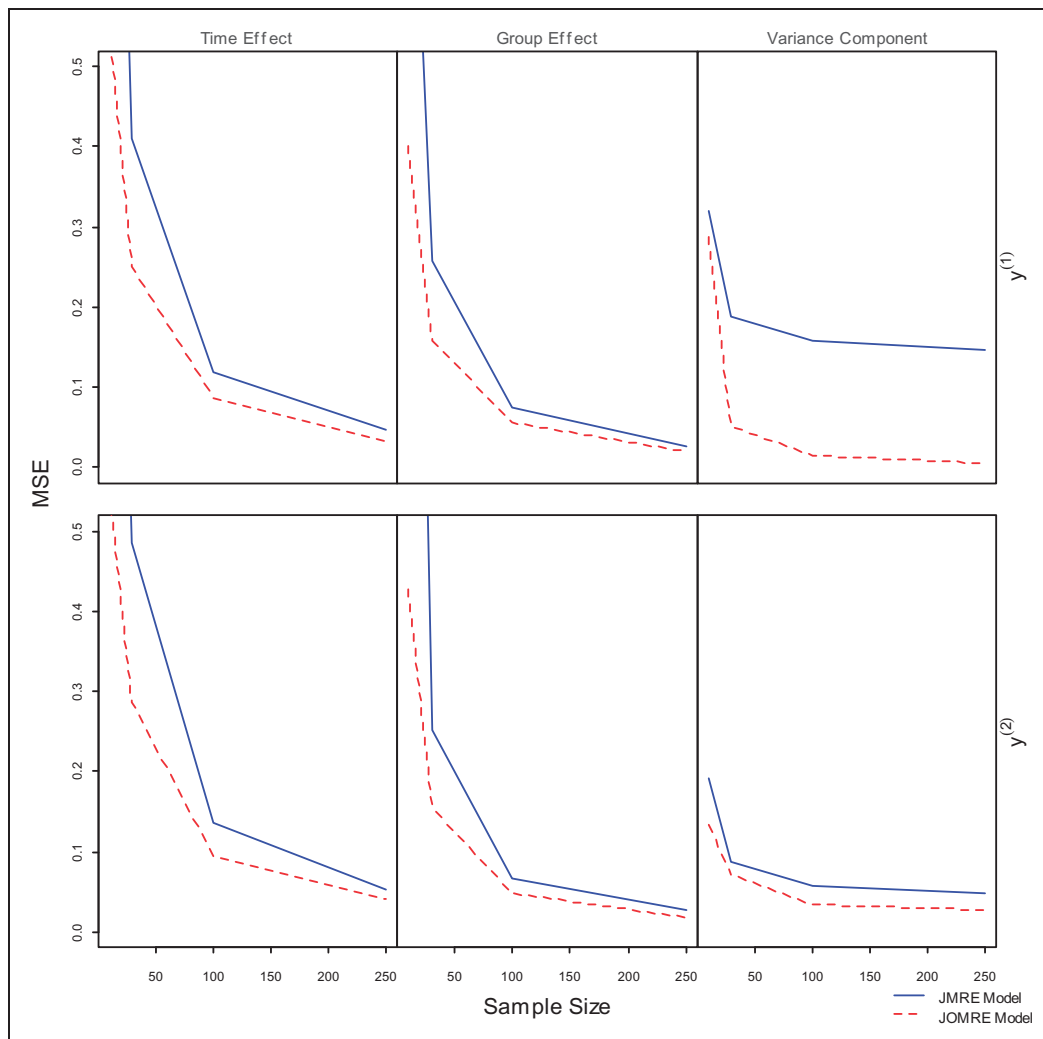 Time Effect Group Effect Variance Component
0.5
0.4
0.3
0.2
0.1
0.0
y(1)
MSE
0.5
0.4
0.3
0.2
0.1
0.0
y(2)
50 100 150 200 250 50 100 150 200 250 50 100 150 200 250
Sample Size
JMRE Model
JOMRE Model